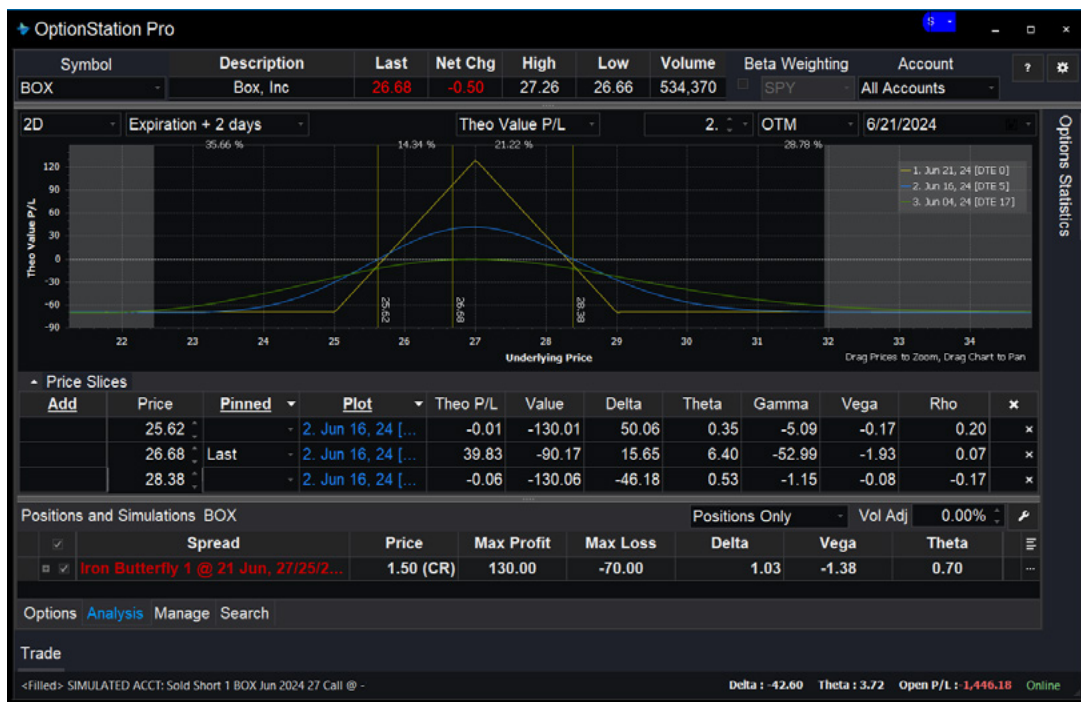 OptionStation Pro
S
Symbol Description Last Net Chg High Low Volume Beta Weighting Account
BOX Box, Inc 26.68 -0.50 27.26 26.66 534,370 SPY All Accounts
2D Expiration + 2 days Theo Value P/L 2. OTM 6/21/2024
35.66 % 14.34 % 21.22 % 28.78 %
Options Statistics
1. Jun 21, 24 [DTE 0]
2. Jun 16, 24 [DTE 5]
3. Jun 04, 24 [DTE 17]
Theo Value P/L
120
90
60
30
0
-30
-60
-90
25.62 26.68 28.38
22 23 24 25 26 27 28 29 30 31 32 33 34
Underlying Price
Drag Prices to Zoom, Drag Chart to Pan
Price Slices
Add Price Pinned Plot Theo P/L Value Delta Theta Gamma Vega Rho
25.62 2. Jun 16, 24 [... -0.01 -130.01 50.06 0.35 -5.09 -0.17 0.20
26.68 Last 2. Jun 16, 24 [... 39.83 -90.17 15.65 6.40 -52.99 -1.93 0.07
28.38 2. Jun 16, 24 [... -0.06 -130.06 -46.18 0.53 -1.15 -0.08 -0.17
Positions and Simulations BOX Positions Only Vol Adj 0.00%
Spread Price Max Profit Max Loss Delta Vega Theta
Iron Butterfly 1 @ 21 Jun, 27/25/2... 1.50 (CR) 130.00 -70.00 1.03 -1.38 0.70
Options Analysis Manage Search
Trade
<Filled> SIMULATED ACCT: Sold Short 1 BOX Jun 2024 27 Call @ - Delta : -42.60 Theta : 3.72 Open P/L :-1,446.18 Online